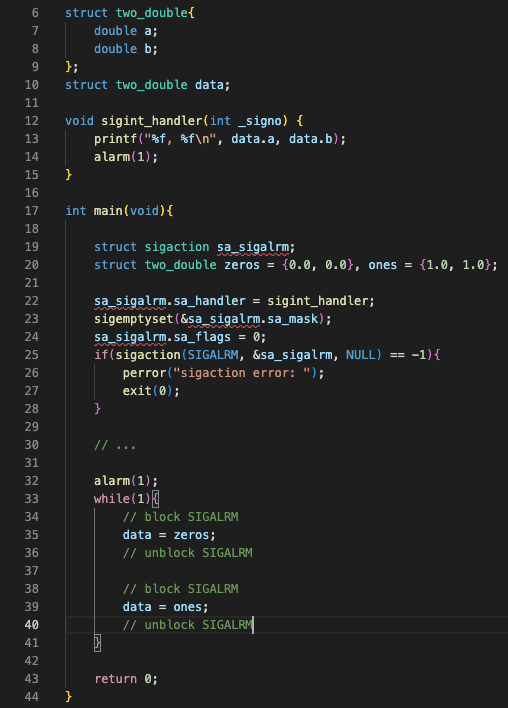 6 struct two_double{
7     double a;
8     double b;
9 };
10 struct two_double data;
11
12 void sigint_handler(int _signo) {
13     printf("%f, %f\n", data.a, data.b);
14     alarm(1);
15 }
16
17 int main(void){
18
19     struct sigaction sa_sigalrm;
20     struct two_double zeros = {0.0, 0.0}, ones = {1.0, 1.0};
21
22     sa_sigalrm.sa_handler = sigint_handler;
23     sigemptyset(&sa_sigalrm.sa_mask);
24     sa_sigalrm.sa_flags = 0;
25     if(sigaction(SIGALRM, &sa_sigalrm, NULL) == -1){
26         perror("sigaction error: ");
27         exit(0);
28     }
29
30     // ...
31
32     alarm(1);
33     while(1){
34         // block SIGALRM
35         data = zeros;
36         // unblock SIGALRM
37
38         // block SIGALRM
39         data = ones;
40         // unblock SIGALRM
41     }
42
43     return 0;
44 }